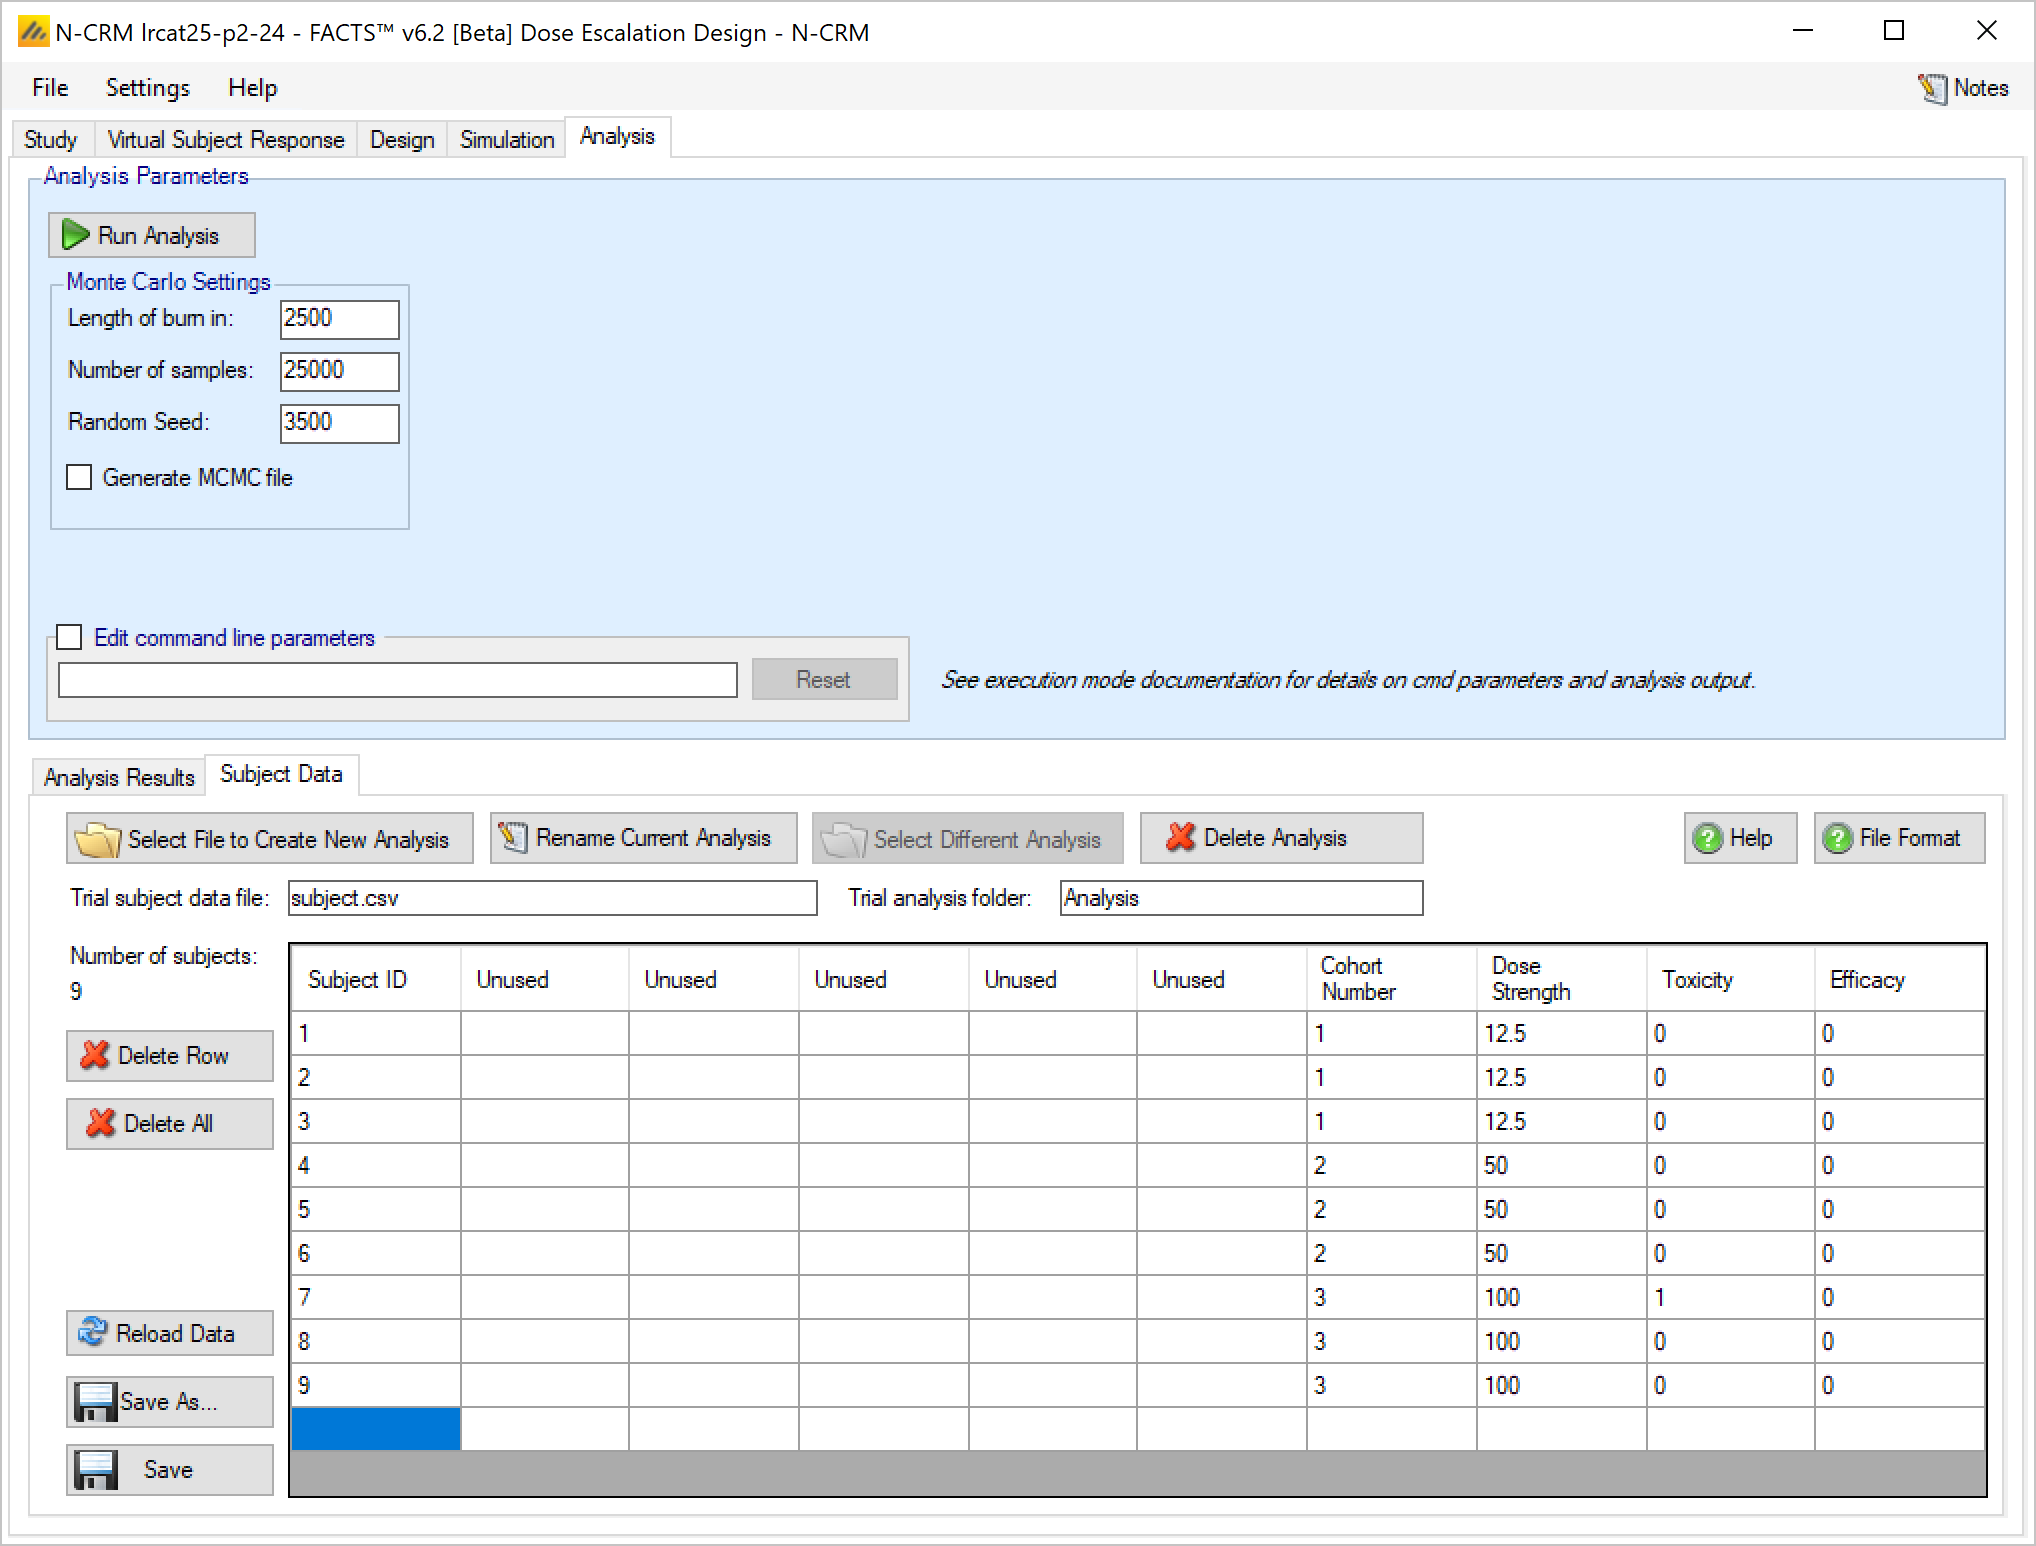 N-CRM lrcat25-p2-24 - FACTS™ v6.2 [Beta] Dose Escalation Design - N-CRM
File Settings Help Notes
Study Virtual Subject Response Design Simulation Analysis
Analysis Parameters
Run Analysis
Monte Carlo Settings
Length of burn in: 2500
Number of samples: 25000
Random Seed: 3500
Generate MCMC file
Edit command line parameters
Reset See execution mode documentation for details on cmd parameters and analysis output.
Analysis Results Subject Data
Select File to Create New Analysis Rename Current Analysis Select Different Analysis Delete Analysis Help File Format
Trial subject data file: subject.csv Trial analysis folder: Analysis
Number of subjects:
9
Delete Row
Delete All
Reload Data
Save As...
Save
Subject ID Unused Unused Unused Unused Unused Cohort Number Dose Strength Toxicity Efficacy
1 1 12.5 0 0
2 1 12.5 0 0
3 1 12.5 0 0
4 2 50 0 0
5 2 50 0 0
6 2 50 0 0
7 3 100 1 0
8 3 100 0 0
9 3 100 0 0